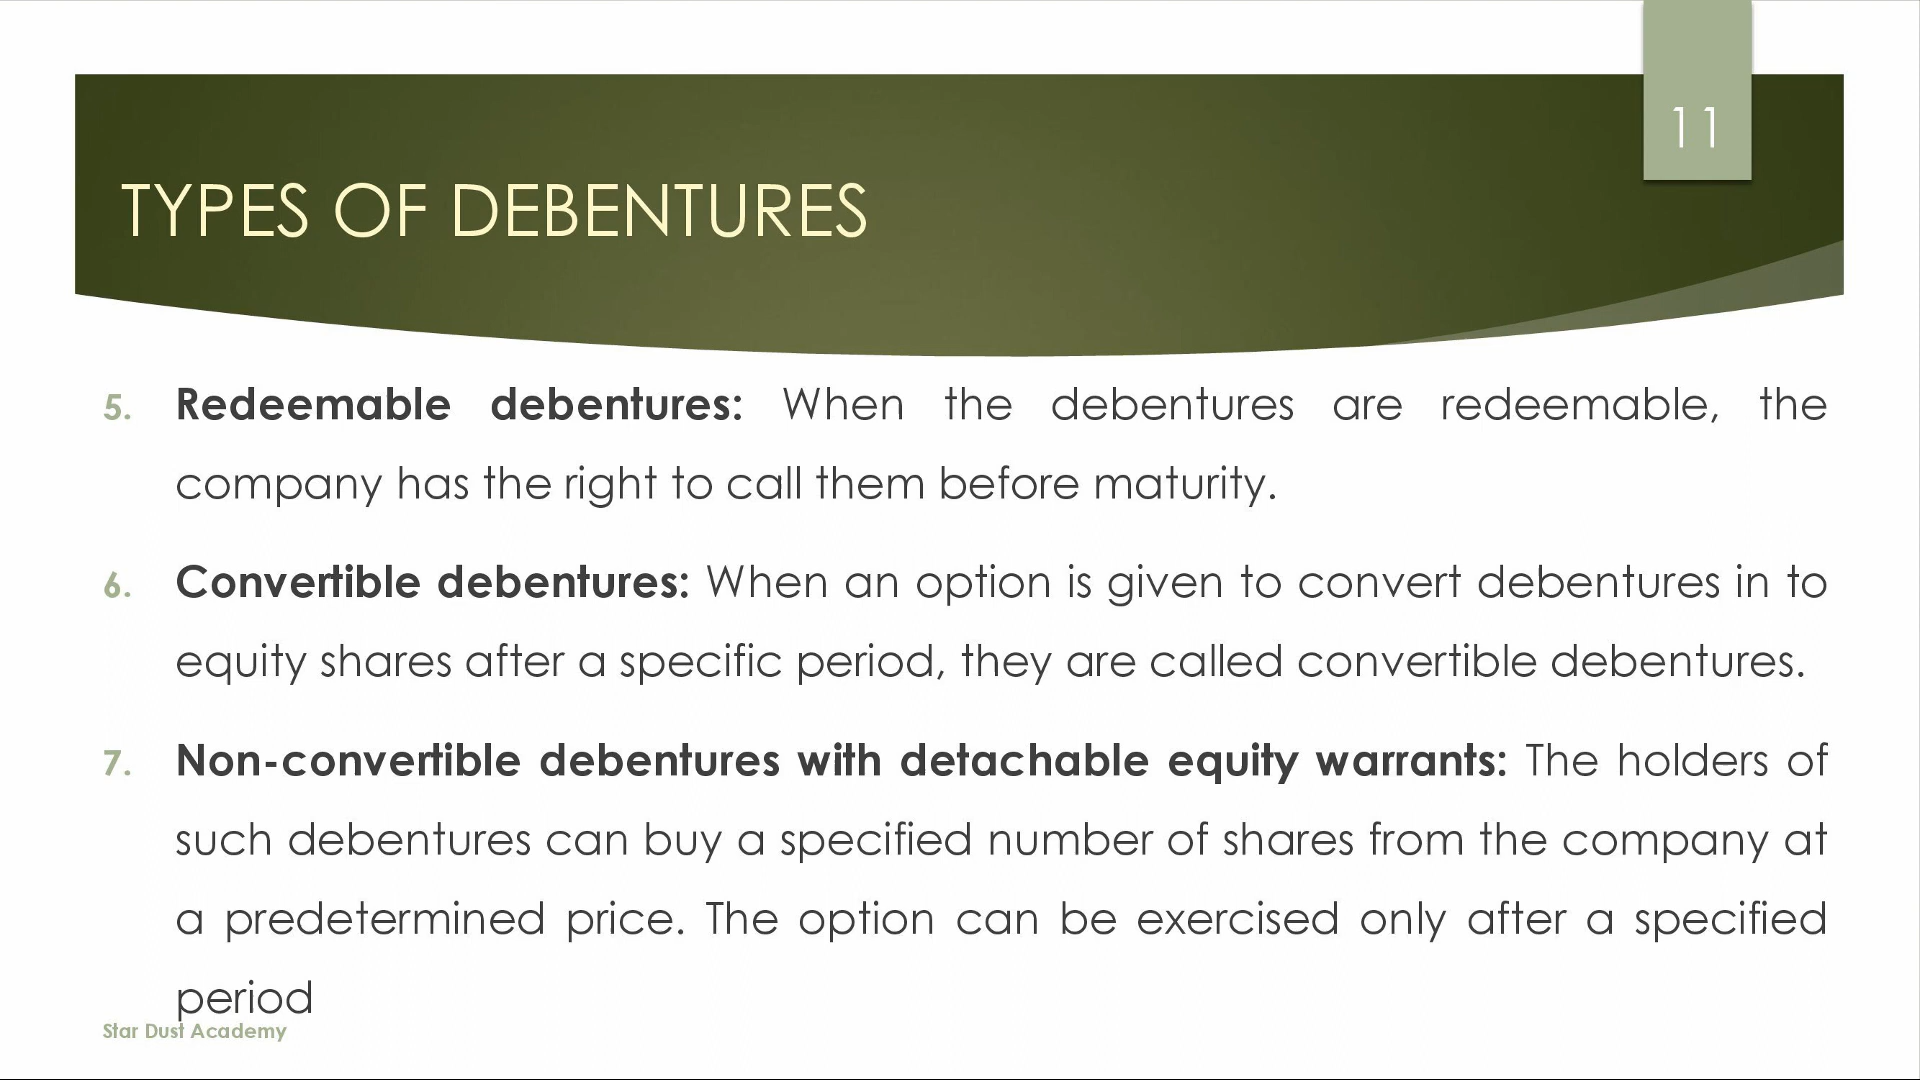 11
TYPES OF DEBENTURES
5. Redeemable debentures: When the debentures are redeemable, the
company has the right to call them before maturity.
6. Convertible debentures: When an option is given to convert debentures in to
equity shares after a specific period, they are called convertible debentures.
7. Non-convertible debentures with detachable equity warrants: The holders of
such debentures can buy a specified number of shares from the company at
a predetermined price. The option can be exercised only after a specified
period
Star Dust Academy